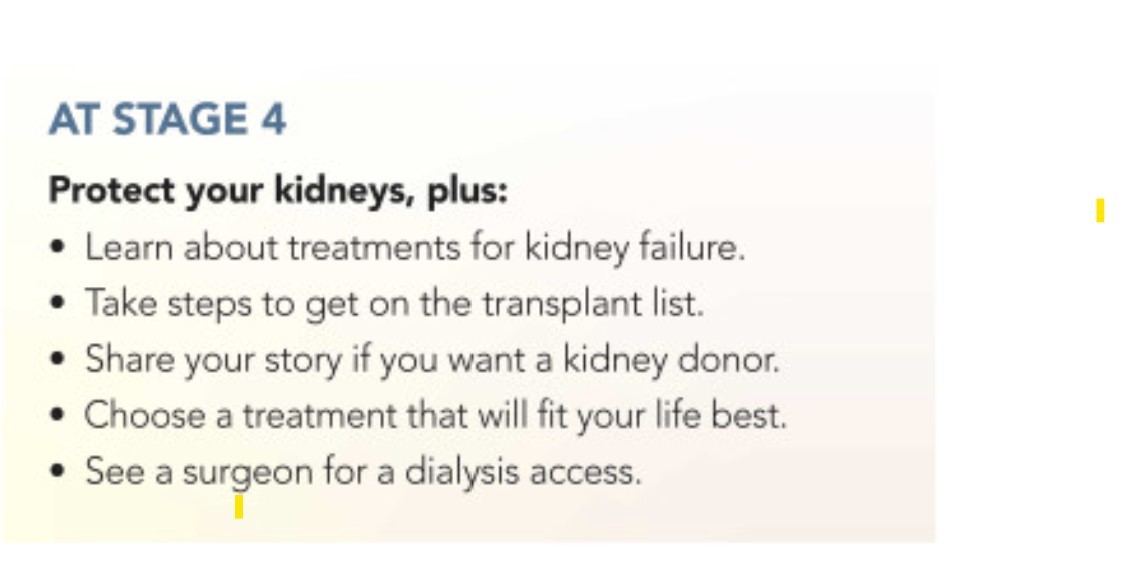 AT STAGE 4
Protect your kidneys, plus:
• Learn about treatments for kidney failure.
• Take steps to get on the transplant list.
• Share your story if you want a kidney donor.
• Choose a treatment that will fit your life best.
• See a surgeon for a dialysis access.